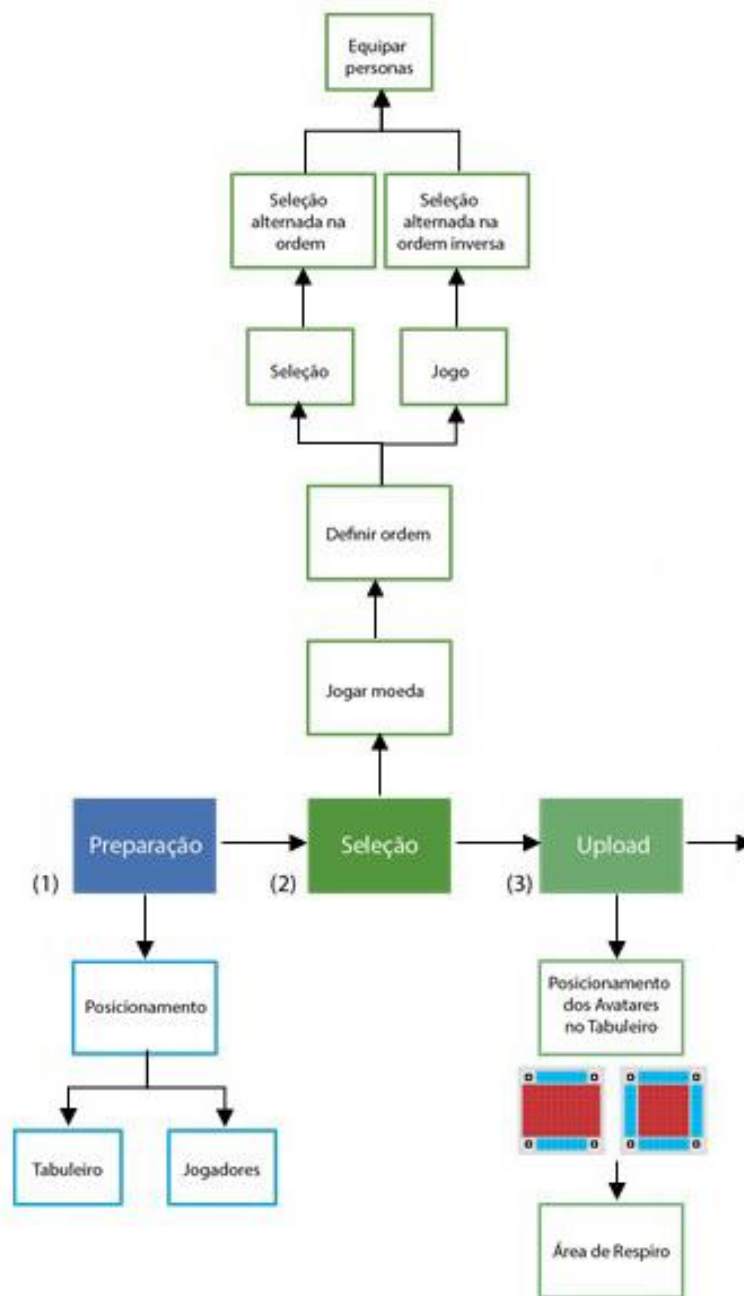 Equipar
personas
Seleção
alternada na
ordem
Seleção
alternada na
ordem inversa
Seleção
Jogo
Definir ordem
Jogar moeda
Preparação
(1)
Seleção
(2)
Upload
(3)
Posicionamento
Tabuleiro
Jogadores
Posicionamento
dos Avatares
no Tabuleiro
Área de Respiro